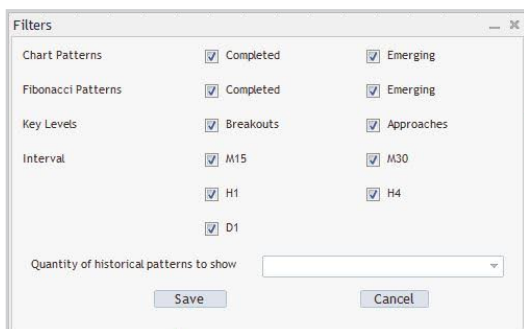 Filters
Chart Patterns Completed Emerging
Fibonacci Patterns Completed Emerging
Key Levels Breakouts Approaches
Interval M15 M30
H1 H4
D1
Quantity of historical patterns to show
Save Cancel